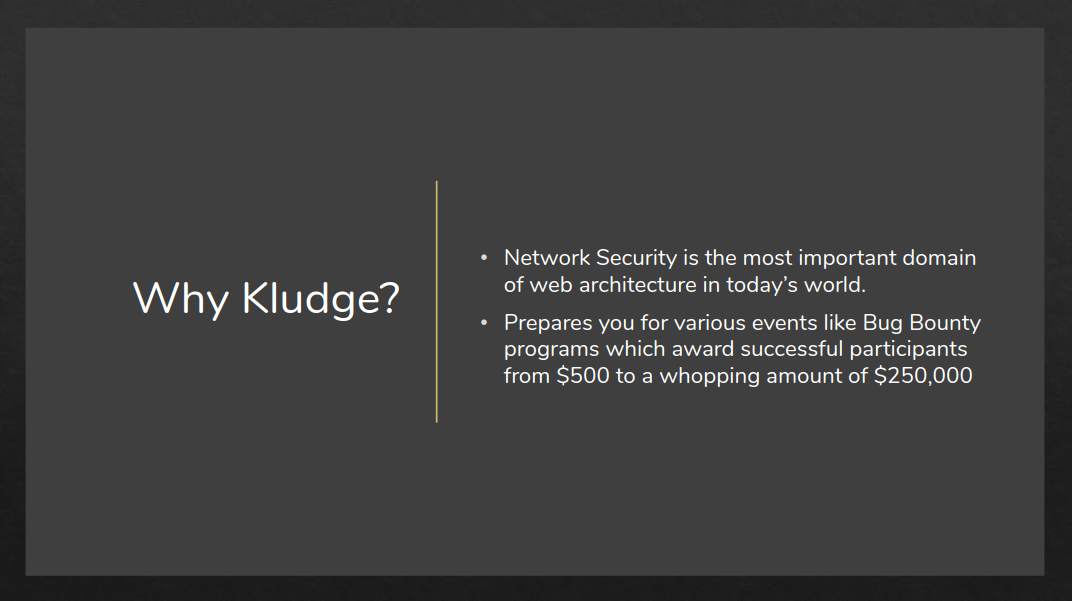 Why Kludge?
• Network Security is the most important domain
of web architecture in today’s world.
• Prepares you for various events like Bug Bounty
programs which award successful participants
from $500 to a whopping amount of $250,000